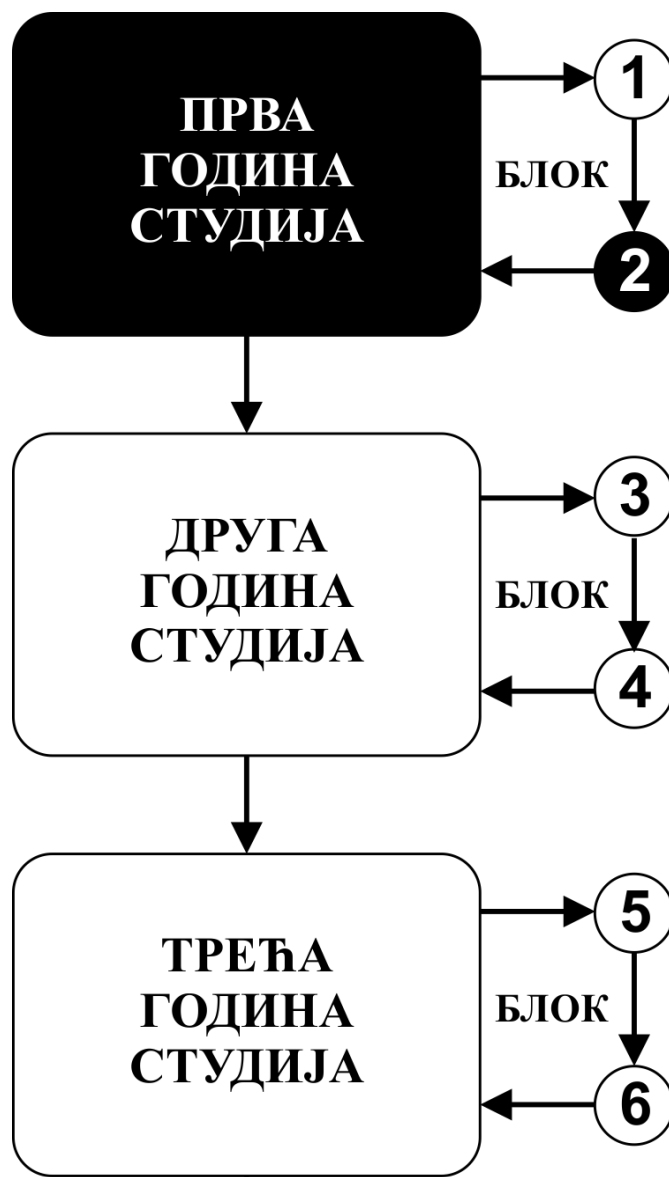 ПРВА
ГОДИНА
СТУДИЈА
1
БЛОК
2
ДРУГА
ГОДИНА
СТУДИЈА
3
БЛОК
4
ТРЕЋА
ГОДИНА
СТУДИЈА
5
БЛОК
6